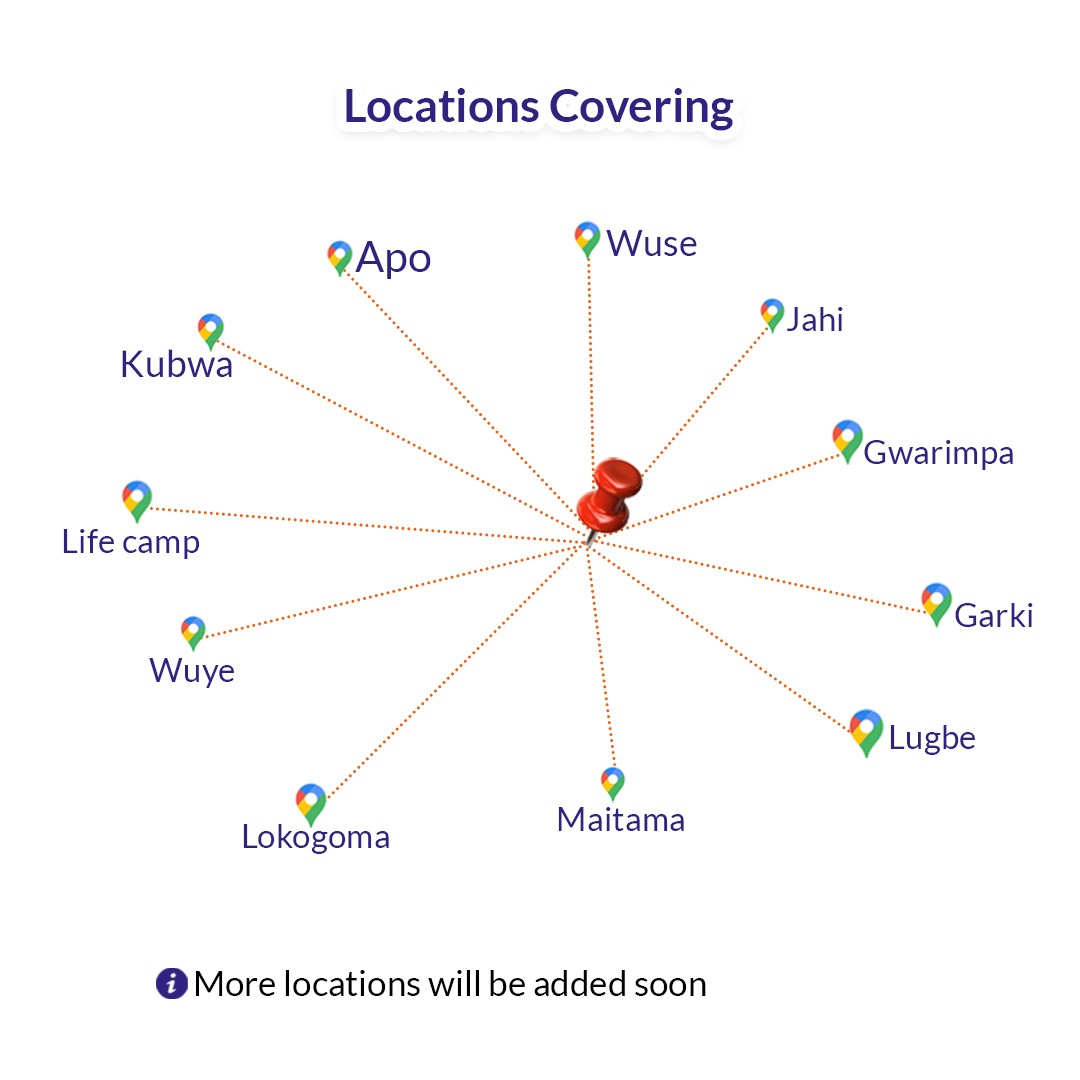 Locations Covering
Wuse
Apo
Jahi
Kubwa
Gwarimpa
Life camp
Garki
Wuye
Lugbe
Maitama
Lokogoma
i More locations will be added soon